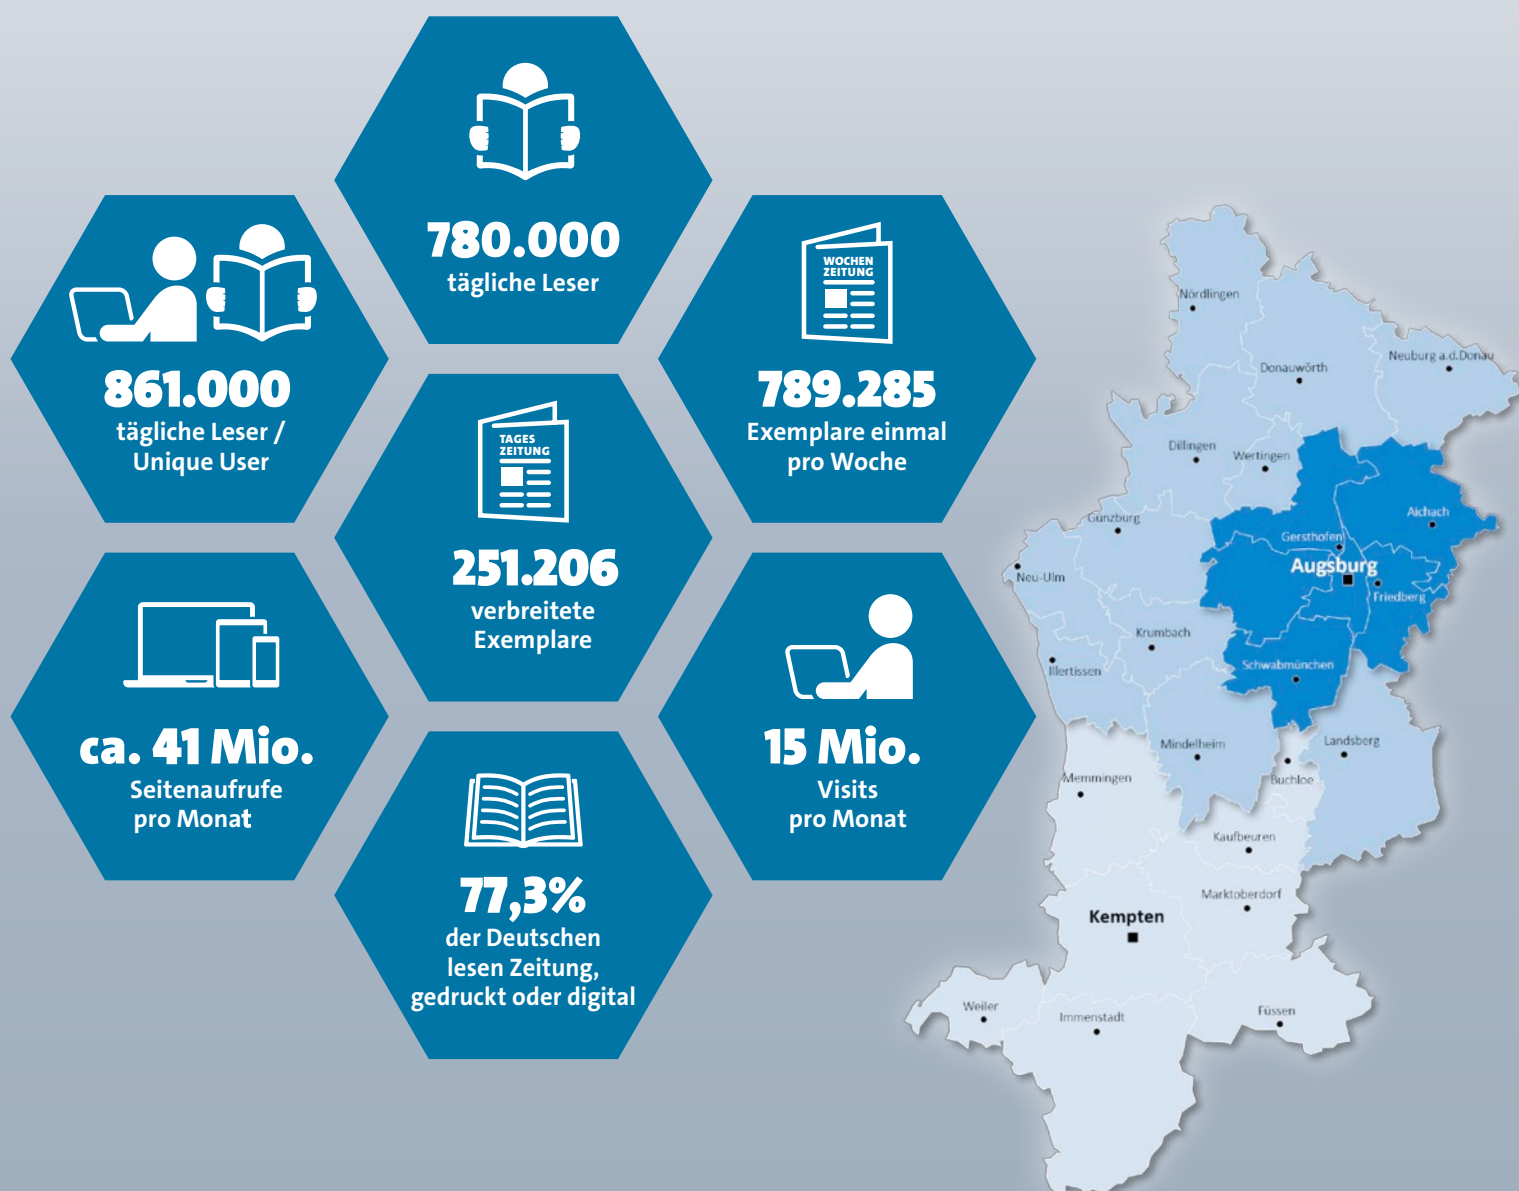 780.000
tägliche Leser
861.000
tägliche Leser /
Unique User
WOCHEN
ZEITUNG
789.285
Exemplare einmal
pro Woche
TAGES
ZEITUNG
251.206
verbreitete
Exemplare
ca. 41 Mio.
Seitenaufrufe
pro Monat
15 Mio.
Visits
pro Monat
77,3%
der Deutschen
lesen Zeitung,
gedruckt oder digital
Nördlingen
Donauwörth
Neuburg a.d.Donau
Dillingen
Wertingen
Günzburg
Aichach
Gersthofen
Augsburg
Neu-Ulm
Friedberg
Krumbach
Illertissen
Schwabmünchen
Mindelheim
Landsberg
Memmingen
Buchloe
Kaufbeuren
Marktoberdorf
Kempten
Weiler
Immenstadt
Füssen